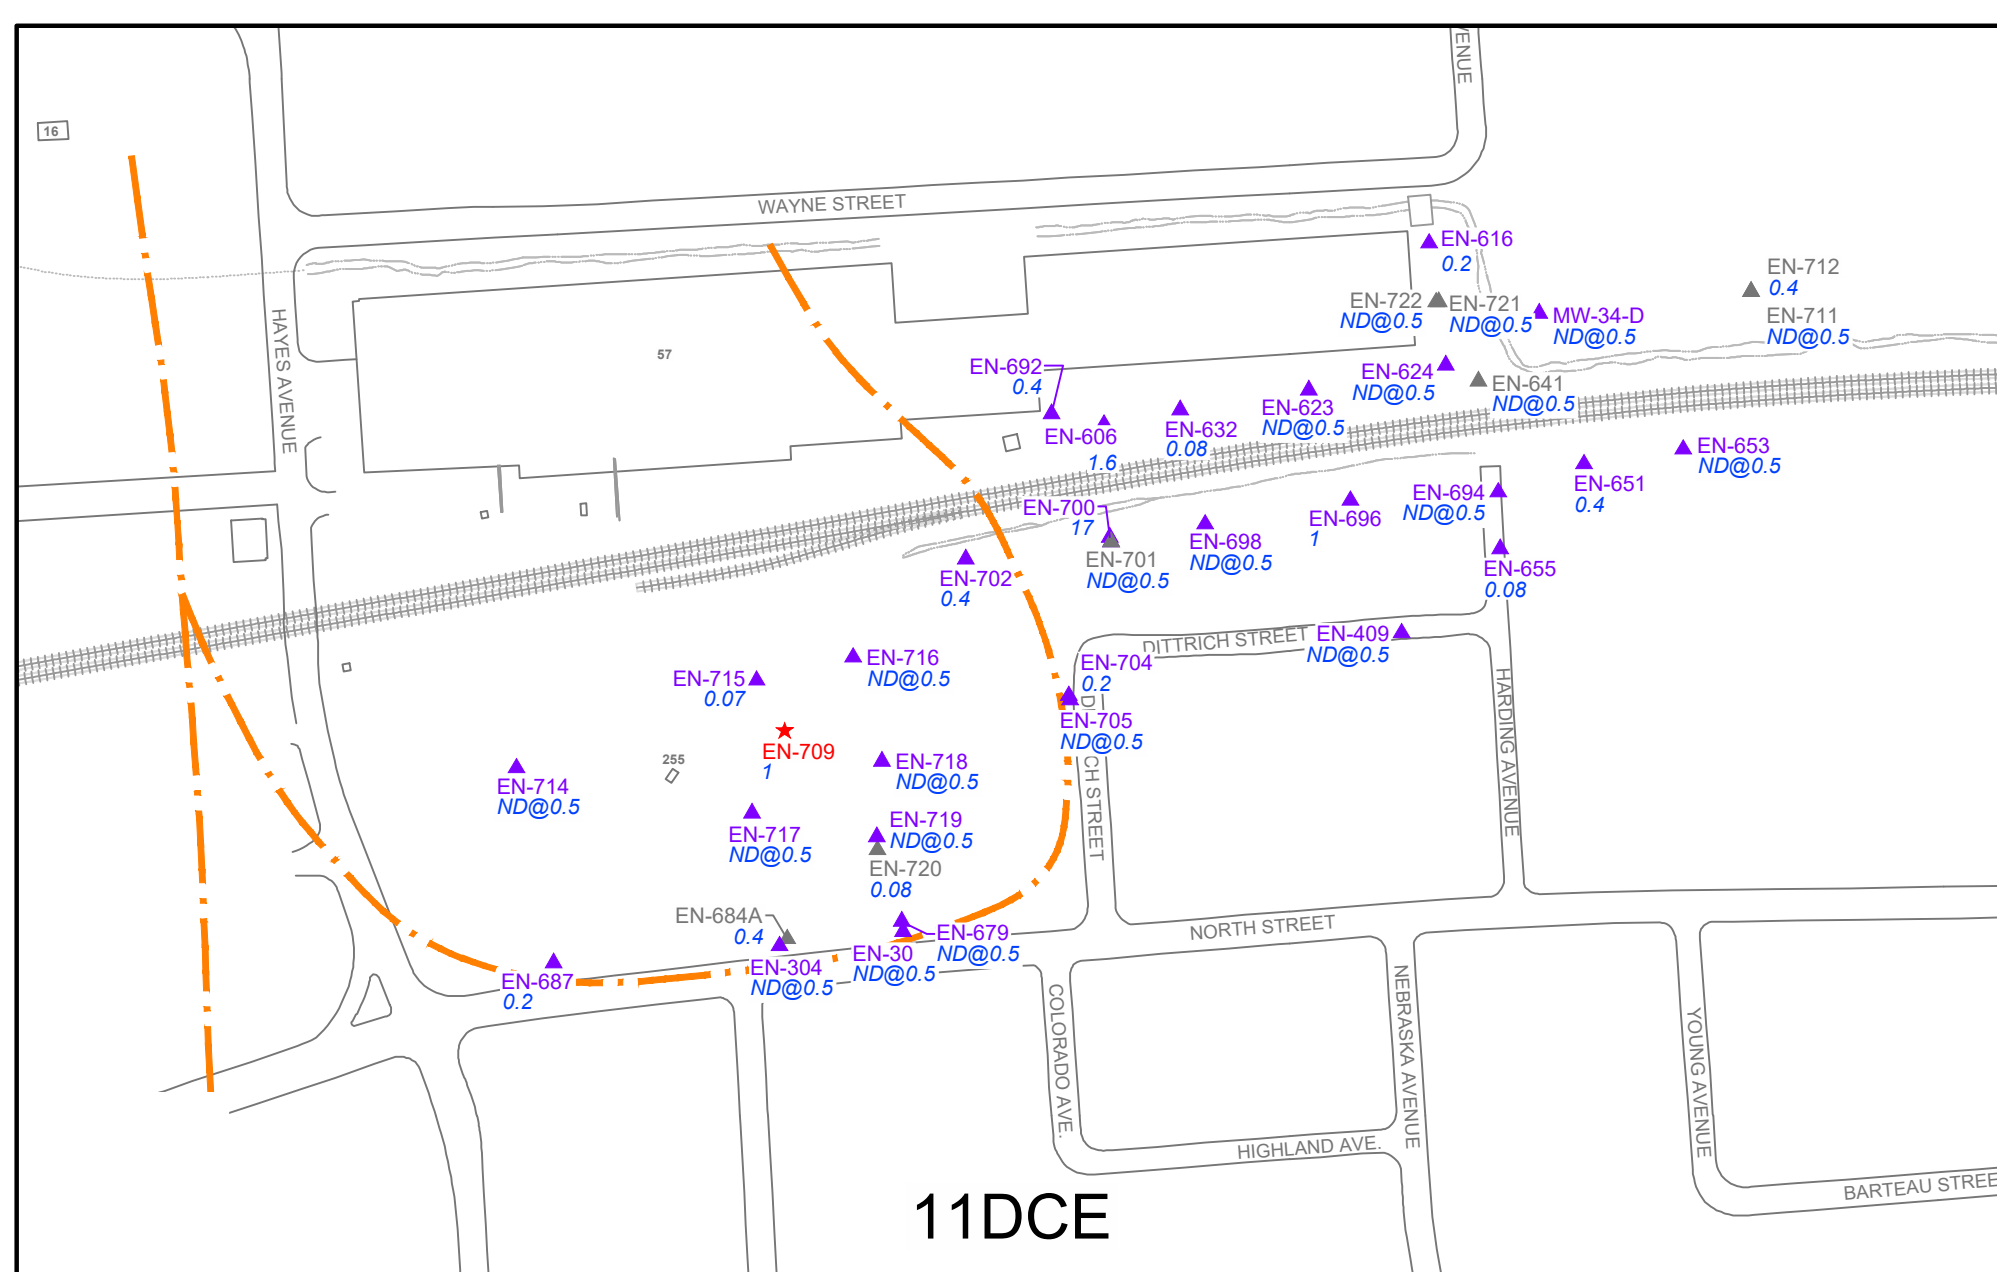 VENUE
16
WAYNE STREET
EN-616
0.2
EN-712
0.4
EN-722
ND@0.5
EN-721
ND@0.5
MW-34-D
ND@0.5
EN-711
ND@0.5
HAYES AVENUE
57
EN-692
0.4
EN-624
ND@0.5
EN-641
ND@0.5
EN-623
ND@0.5
EN-606
1.6
EN-632
0.08
EN-653
ND@0.5
EN-651
0.4
EN-694
ND@0.5
EN-700
17
EN-696
1
EN-698
ND@0.5
EN-701
ND@0.5
EN-702
0.4
EN-655
0.08
DITTRICH STREET
EN-409
ND@0.5
EN-716
ND@0.5
EN-715
0.07
EN-704
0.2
EN-705
ND@0.5
D
CH STREET
HARDING AVENUE
EN-709
1
255
EN-718
ND@0.5
EN-714
ND@0.5
EN-717
ND@0.5
EN-719
ND@0.5
EN-720
0.08
EN-684A
0.4
EN-304
ND@0.5
EN-30
ND@0.5
EN-679
ND@0.5
NORTH STREET
EN-687
0.2
COLORADO AVE.
NEBRASKA AVENUE
YOUNG AVENUE
HIGHLAND AVE.
BARTEAU STREE
11DCE